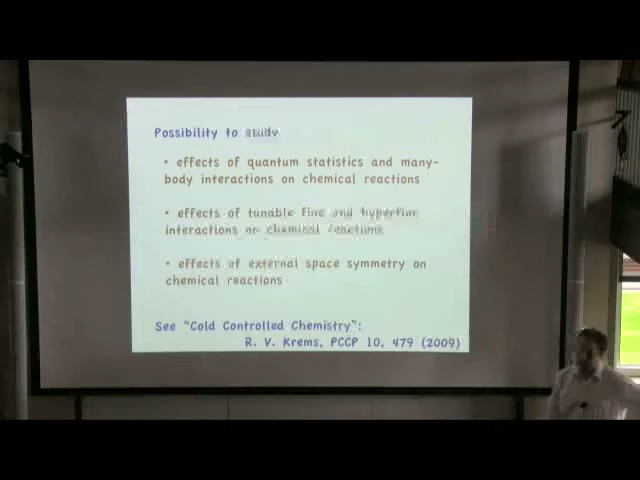 Possibility to study
• effects of quantum statistics and many-
body interactions on chemical reactions
• effects of tunable fine and hyperfine
interactions on chemical reactions
• effects of external space symmetry on
chemical reactions
See "Cold Controlled Chemistry":
R. V. Krems, PCCP 10, 479 (2009)